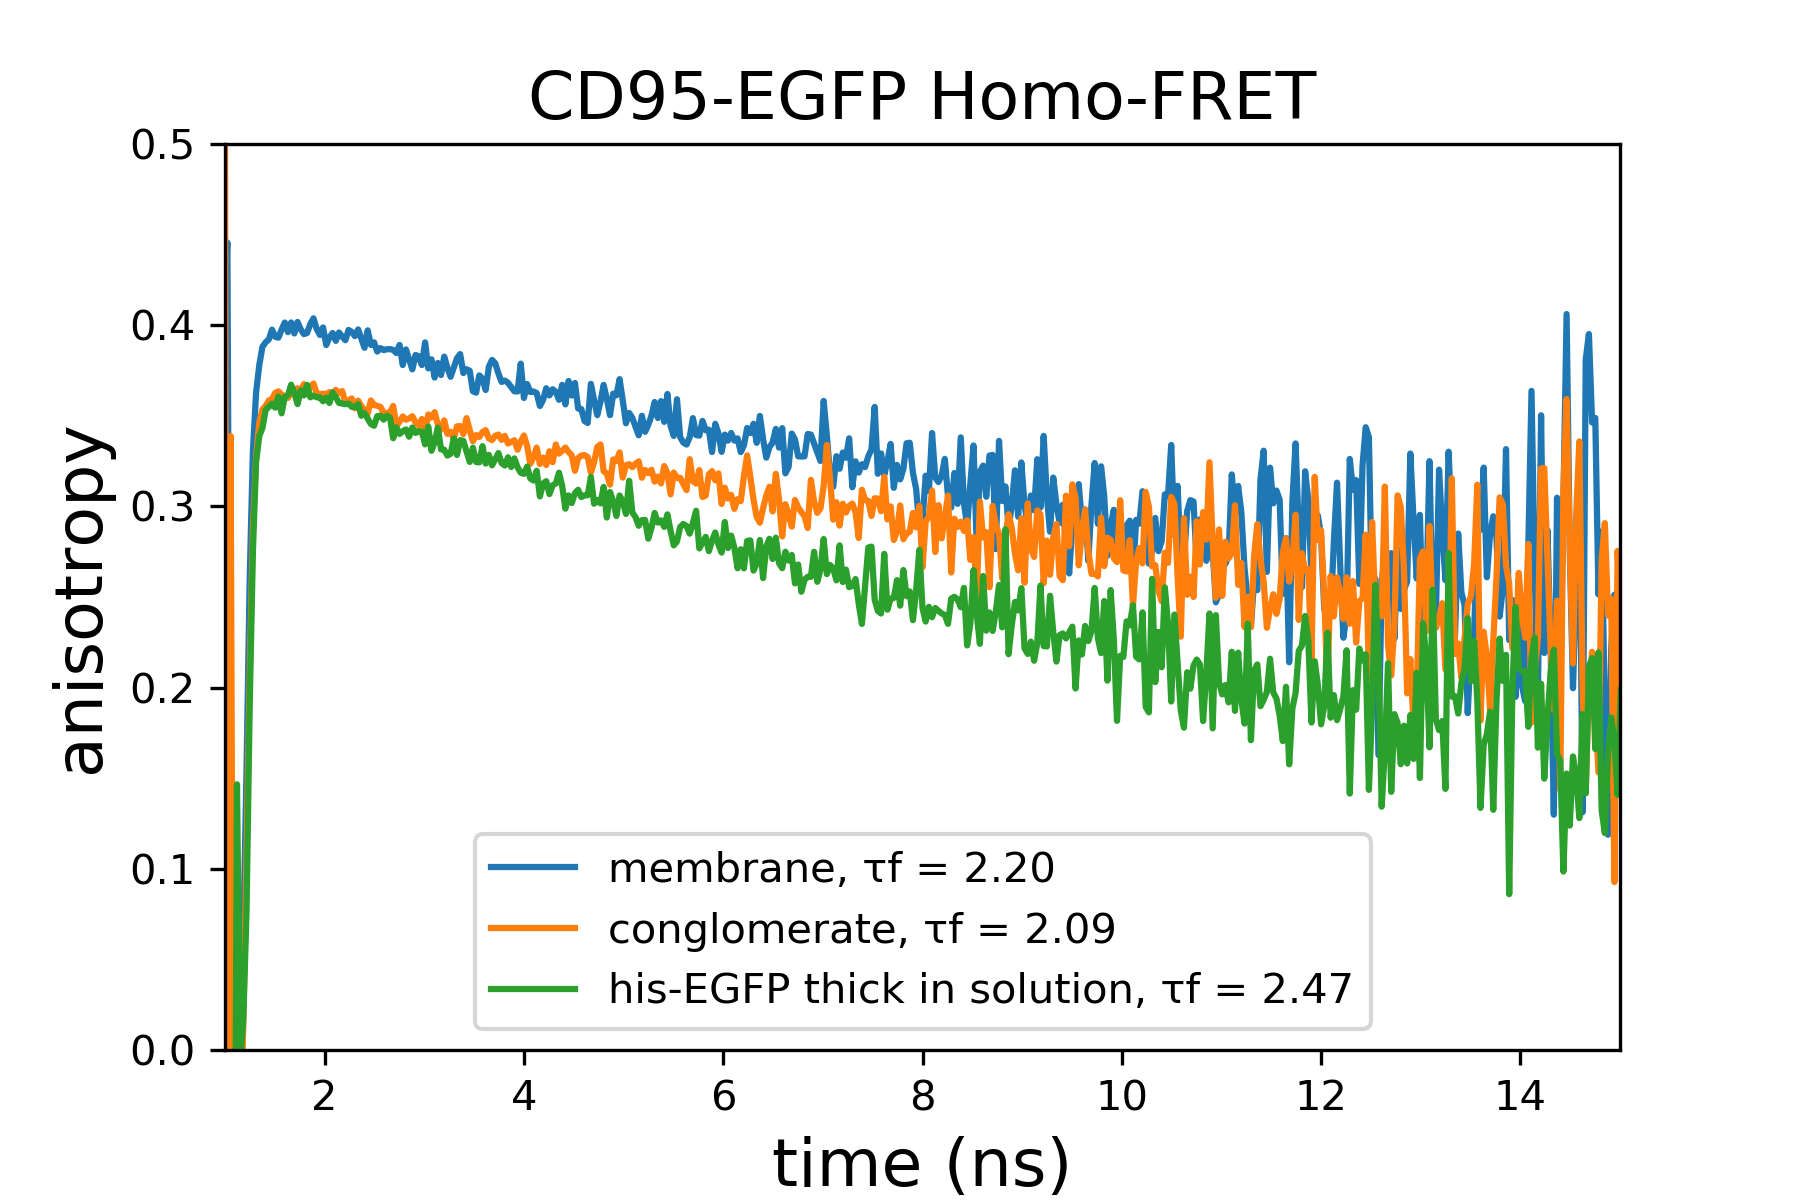 CD95-EGFP Homo-FRET
0.5
0.4
0.3
0.2
0.1
0.0
anisotropy
membrane, τf = 2.20
conglomerate, τf = 2.09
his-EGFP thick in solution, τf = 2.47
2 4 6 8 10 12 14
time (ns)